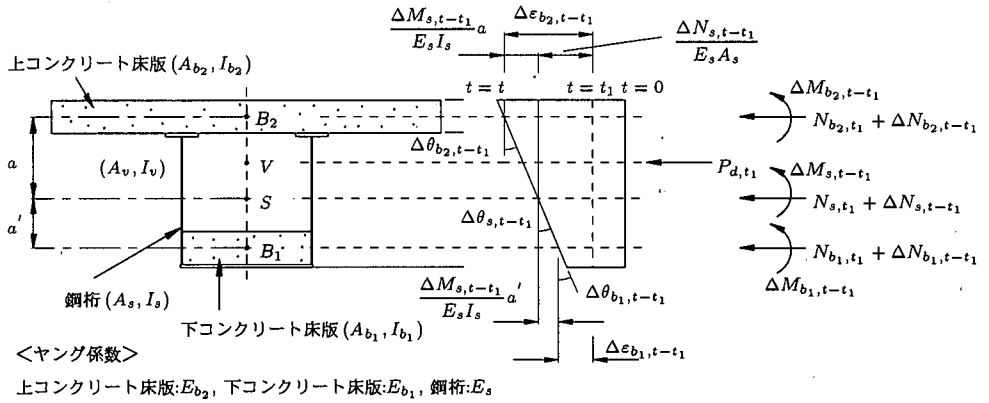 上コンクリート床版(A_{b_2}, I_{b_2})
B_2
(A_v, I_v)
V
a
S
a'
B_1
鋼桁(A_s, I_s)
下コンクリート床版(A_{b_1}, I_{b_1})
<ヤング係数>
上コンクリート床版:E_{b_2}, 下コンクリート床版:E_{b_1}, 鋼桁:E_s
\frac{ΔM_{s,t-t_1}}{E_s I_s}a
Δε_{b_2,t-t_1}
\frac{ΔN_{s,t-t_1}}{E_s A_s}
t = t
t = t_1
t = 0
Δθ_{b_2,t-t_1}
Δθ_{s,t-t_1}
\frac{ΔM_{s,t-t_1}}{E_s I_s}a'
Δθ_{b_1,t-t_1}
Δε_{b_1,t-t_1}
ΔM_{b_2,t-t_1}
N_{b_2,t_1} + ΔN_{b_2,t-t_1}
P_{d,t_1}
ΔM_{s,t-t_1}
N_{s,t_1} + ΔN_{s,t-t_1}
N_{b_1,t_1} + ΔN_{b_1,t-t_1}
ΔM_{b_1,t-t_1}